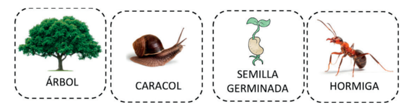 ÁRBOL
CARACOL
SEMILLA
GERMINADA
HORMIGA